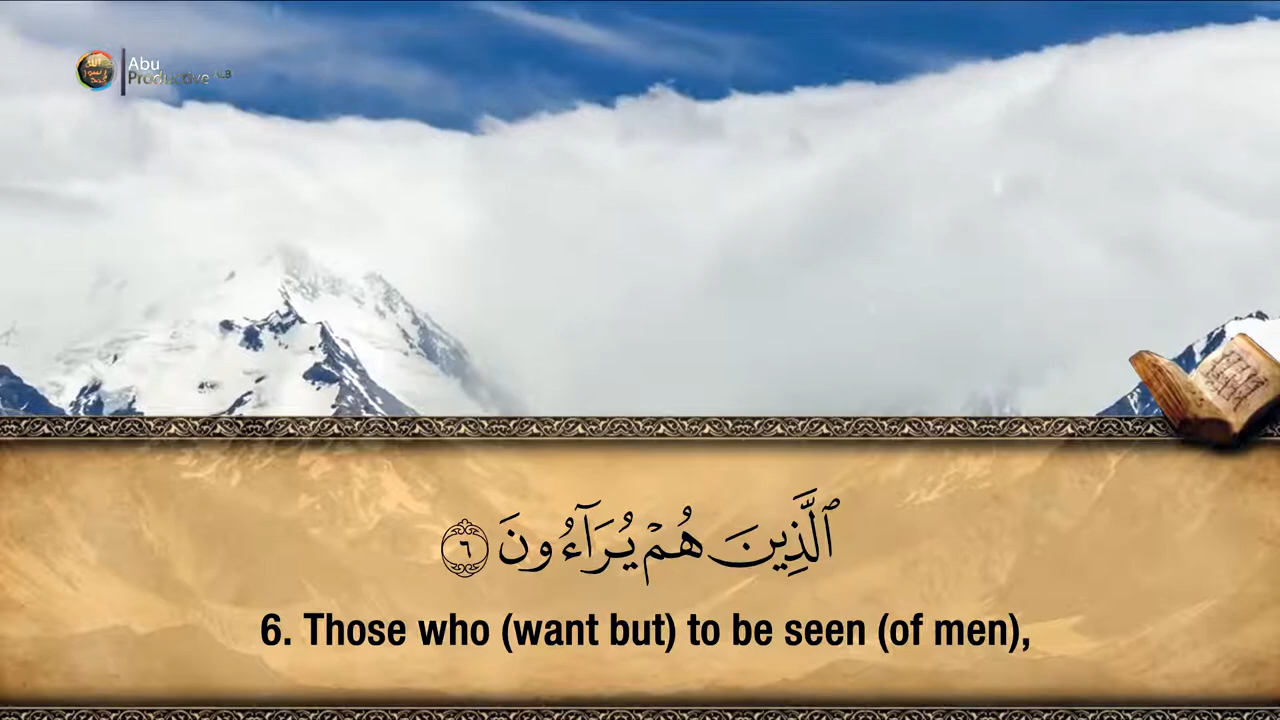 Abu
Productive
ٱلَّذِينَ هُمْ يُرَآءُونَ ٦
6. Those who (want but) to be seen (of men),